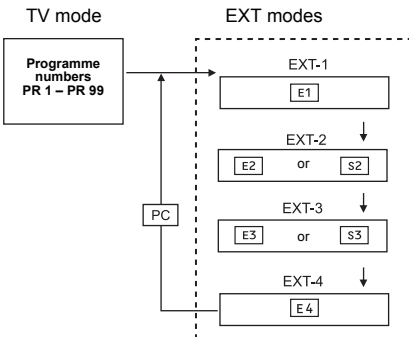 TV mode
EXT modes
Programme
numbers
PR 1 – PR 99
EXT-1
E1
EXT-2
E2 or S2
EXT-3
E3 or S3
PC
EXT-4
E4